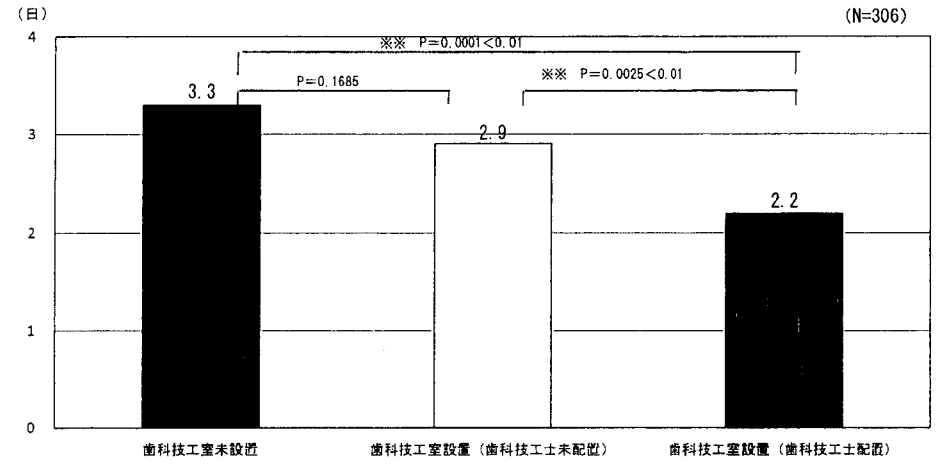 (日)
(N=306)
4
※※ P=0.0001<0.01
P=0.1685
※※ P=0.0025<0.01
3.3
3
2.9
2.2
2
1
0
歯科技工室未設置
歯科技工室設置(歯科技工士未配置)
歯科技工室設置(歯科技工士配置)